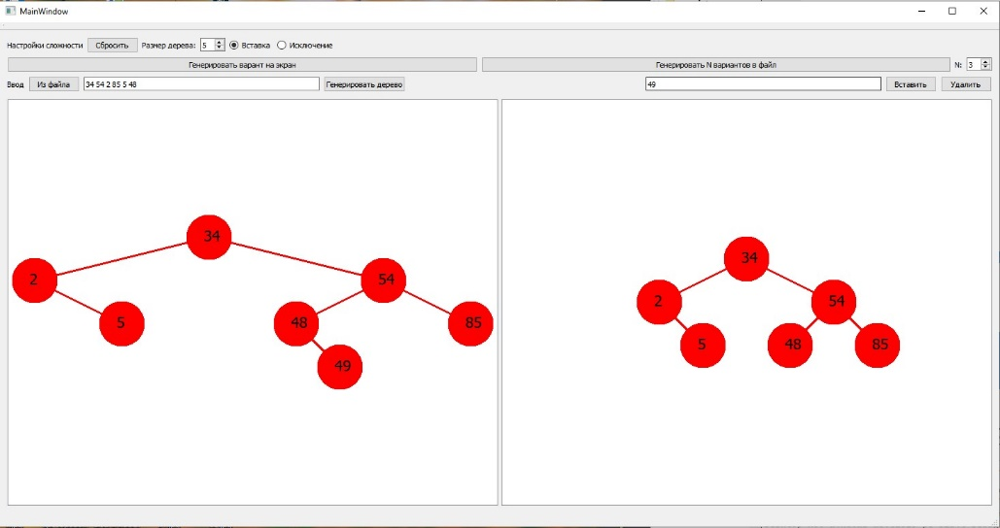 MainWindow
Настройки сложности Сбросить Размер дерева: 5 Вставка Исключение
Генерировать варант на экран Генерировать N вариантов в файл N: 3
Ввод Из файла 34 54 2 85 5 48 Генерировать дерево 49 Вставить Удалить
34
2 54
5 48 85
49
34
2 54
5 48 85